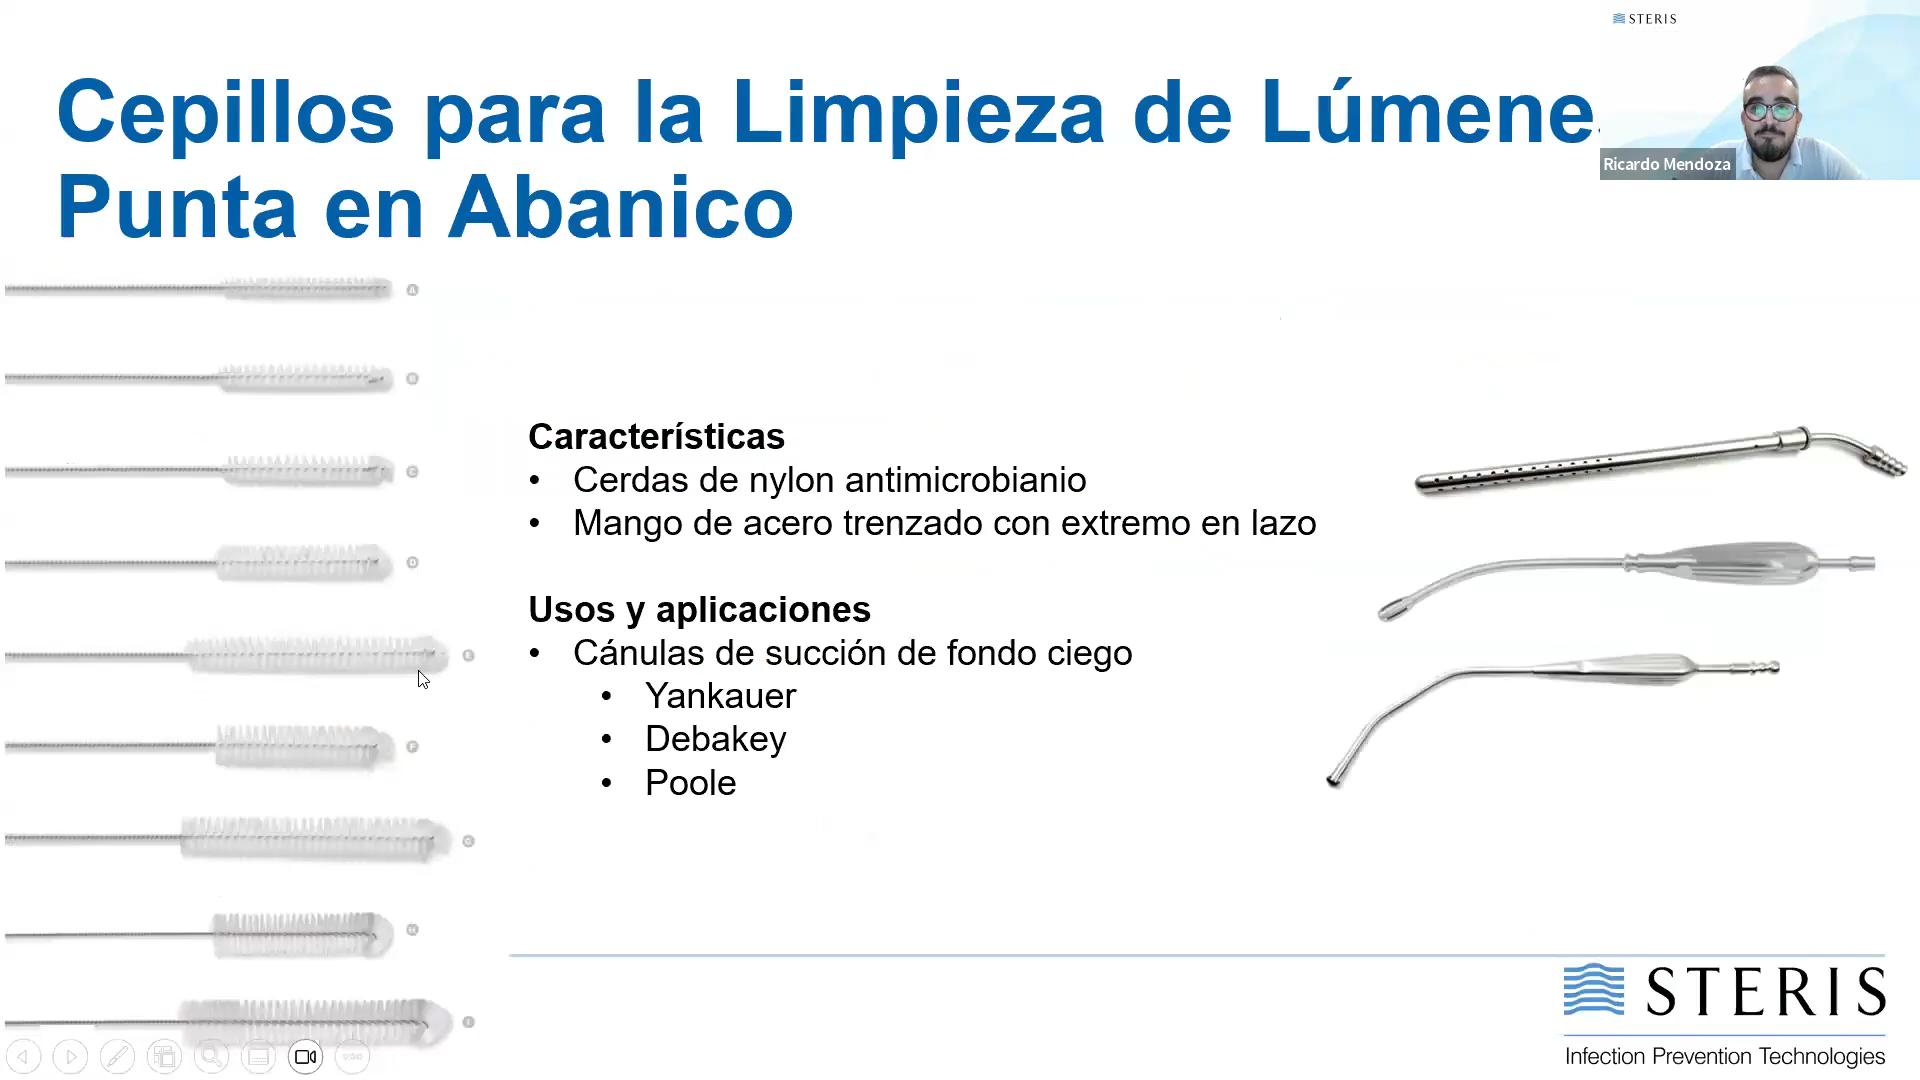 STERIS
Cepillos para la Limpieza de Lúmene
Punta en Abanico
Ricardo Mendoza
A
B
C
D
E
F
G
H
I
Características
• Cerdas de nylon antimicrobianio
• Mango de acero trenzado con extremo en lazo
Usos y aplicaciones
• Cánulas de succión de fondo ciego
• Yankauer
• Debakey
• Poole
STERIS
Infection Prevention Technologies